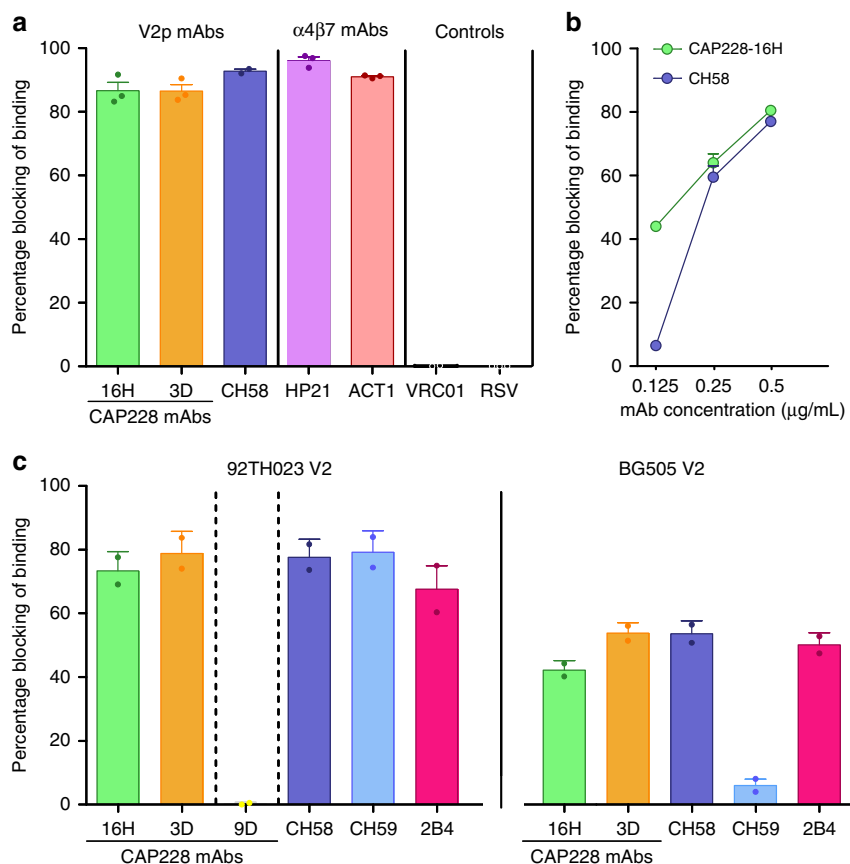 a
V2p mAbs
α4β7 mAbs
Controls
Percentage blocking of binding
100
80
60
40
20
0
16H
3D
CH58
HP21
ACT1
VRC01
RSV
CAP228 mAbs
b
CAP228-16H
CH58
Percentage blocking of binding
100
80
60
40
20
0
0.125
0.25
0.5
mAb concentration (μg/mL)
c
92TH023 V2
BG505 V2
Percentage blocking of binding
100
80
60
40
20
0
16H
3D
9D
CH58
CH59
2B4
CAP228 mAbs
16H
3D
CH58
CH59
2B4
CAP228 mAbs